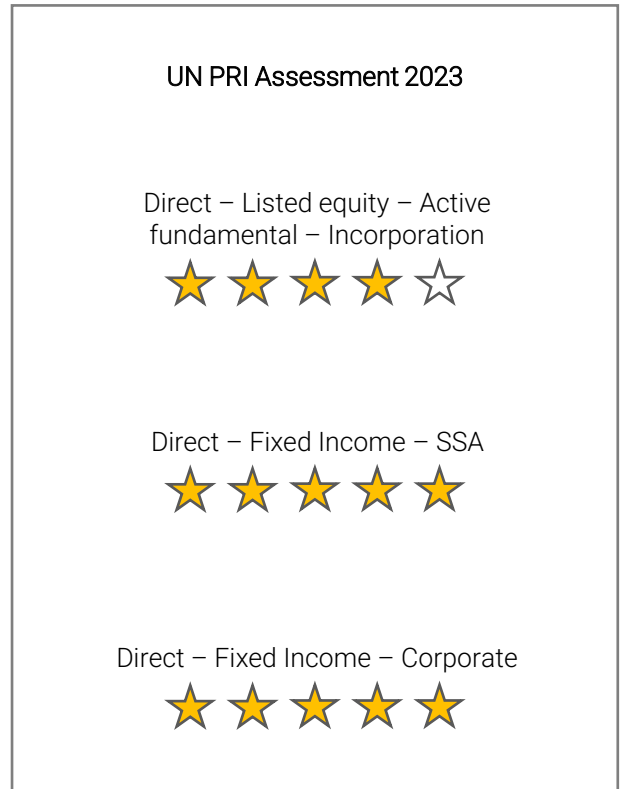 UN PRI Assessment 2023
Direct – Listed equity – Active
fundamental – Incorporation
Direct – Fixed Income – SSA
Direct – Fixed Income – Corporate